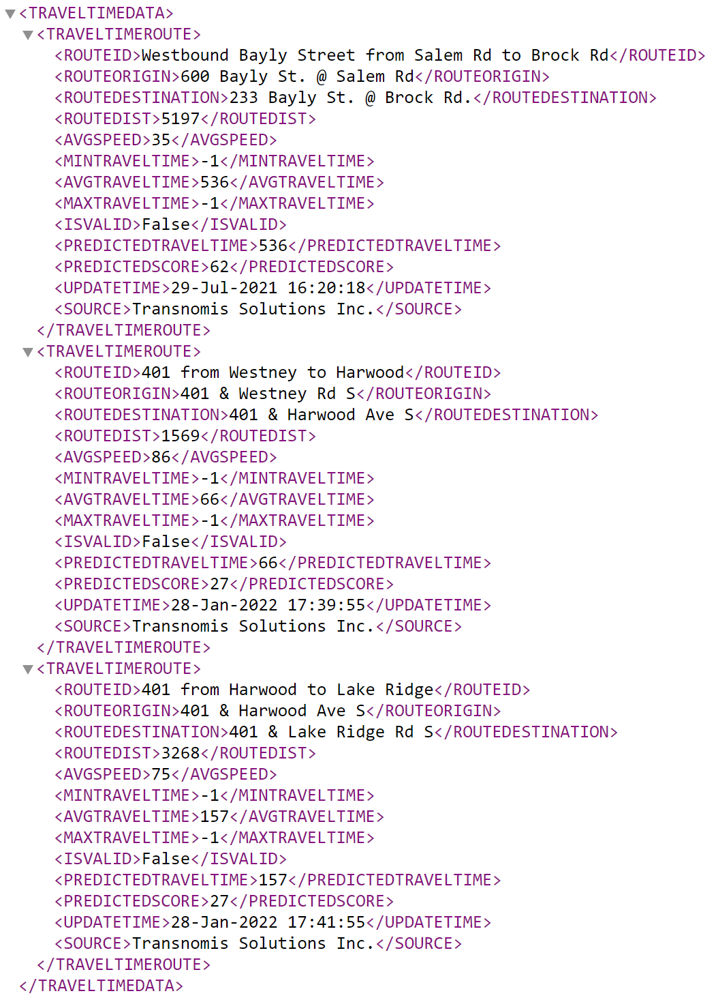 <TRAVELTIMEDATA>
<TRAVELTIMEROUTE>
<ROUTEID>Westbound Bayly Street from Salem Rd to Brock Rd</ROUTEID>
<ROUTEORIGIN>600 Bayly St. @ Salem Rd</ROUTEORIGIN>
<ROUTEDESTINATION>233 Bayly St. @ Brock Rd.</ROUTEDESTINATION>
<ROUTEDIST>5197</ROUTEDIST>
<AVGSPEED>35</AVGSPEED>
<MINTRAVELTIME>-1</MINTRAVELTIME>
<AVGTRAVELTIME>536</AVGTRAVELTIME>
<MAXTRAVELTIME>-1</MAXTRAVELTIME>
<ISVALID>False</ISVALID>
<PREDICTEDTRAVELTIME>536</PREDICTEDTRAVELTIME>
<PREDICTEDSCORE>62</PREDICTEDSCORE>
<UPDATETIME>29-Jul-2021 16:20:18</UPDATETIME>
<SOURCE>Transnomis Solutions Inc.</SOURCE>
</TRAVELTIMEROUTE>
<TRAVELTIMEROUTE>
<ROUTEID>401 from Westney to Harwood</ROUTEID>
<ROUTEORIGIN>401 & Westney Rd S</ROUTEORIGIN>
<ROUTEDESTINATION>401 & Harwood Ave S</ROUTEDESTINATION>
<ROUTEDIST>1569</ROUTEDIST>
<AVGSPEED>86</AVGSPEED>
<MINTRAVELTIME>-1</MINTRAVELTIME>
<AVGTRAVELTIME>66</AVGTRAVELTIME>
<MAXTRAVELTIME>-1</MAXTRAVELTIME>
<ISVALID>False</ISVALID>
<PREDICTEDTRAVELTIME>66</PREDICTEDTRAVELTIME>
<PREDICTEDSCORE>27</PREDICTEDSCORE>
<UPDATETIME>28-Jan-2022 17:39:55</UPDATETIME>
<SOURCE>Transnomis Solutions Inc.</SOURCE>
</TRAVELTIMEROUTE>
<TRAVELTIMEROUTE>
<ROUTEID>401 from Harwood to Lake Ridge</ROUTEID>
<ROUTEORIGIN>401 & Harwood Ave S</ROUTEORIGIN>
<ROUTEDESTINATION>401 & Lake Ridge Rd S</ROUTEDESTINATION>
<ROUTEDIST>3268</ROUTEDIST>
<AVGSPEED>75</AVGSPEED>
<MINTRAVELTIME>-1</MINTRAVELTIME>
<AVGTRAVELTIME>157</AVGTRAVELTIME>
<MAXTRAVELTIME>-1</MAXTRAVELTIME>
<ISVALID>False</ISVALID>
<PREDICTEDTRAVELTIME>157</PREDICTEDTRAVELTIME>
<PREDICTEDSCORE>27</PREDICTEDSCORE>
<UPDATETIME>28-Jan-2022 17:41:55</UPDATETIME>
<SOURCE>Transnomis Solutions Inc.</SOURCE>
</TRAVELTIMEROUTE>
</TRAVELTIMEDATA>